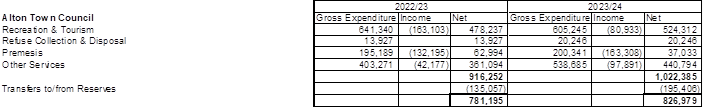 2022/23 2023/24
Alton Town Council Gross Expenditure Income Net Gross Expenditure Income Net
Recreation & Tourism 641,340 (163,103) 478,237 605,245 (80,933) 524,312
Refuse Collection & Disposal 13,927 13,927 20,246 20,246
Premesis 195,189 (132,195) 62,994 200,341 (163,308) 37,033
Other Services 403,271 (42,177) 361,094 538,685 (97,891) 440,794
916,252 1,022,385
Transfers to/from Reserves (135,057) (195,406)
781,195 826,979